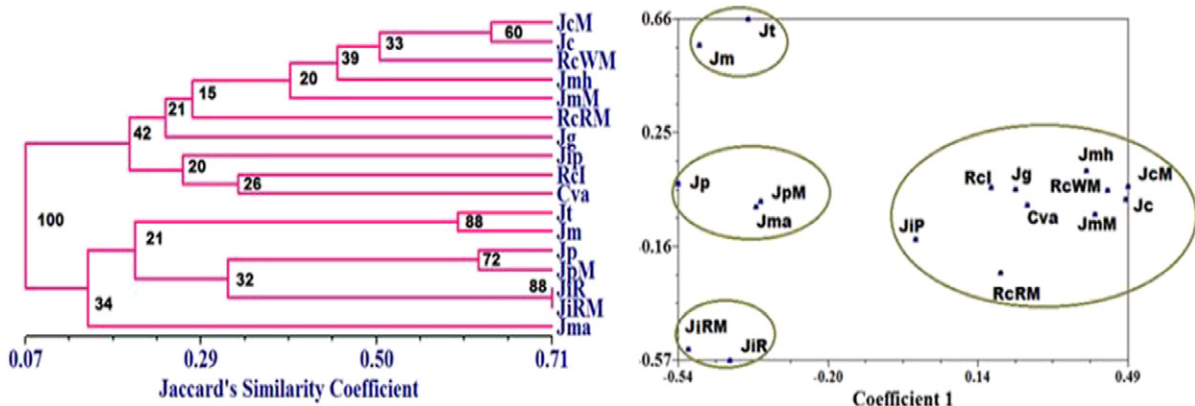 JcM
60
Jc
33
RcWM
39
Jmh
20
JmM
15
RcRM
21
Jg
42
Jip
20
RcI
26
Cva
100
Jt
88
Jm
21
Jp
72
JpM
32
JiR
88
JiRM
34
Jma
0.07 0.29 0.50 0.71
Jaccard's Similarity Coefficient
0.66
Jt
Jm
0.25
Jmh
RcI Jg RcWM JcM
Jp JpM
Jma Cva JmM Jc
JiP
0.16
RcRM
JiRM
JiR
-0.57
-0.54 -0.20 0.14 0.49
Coefficient 1